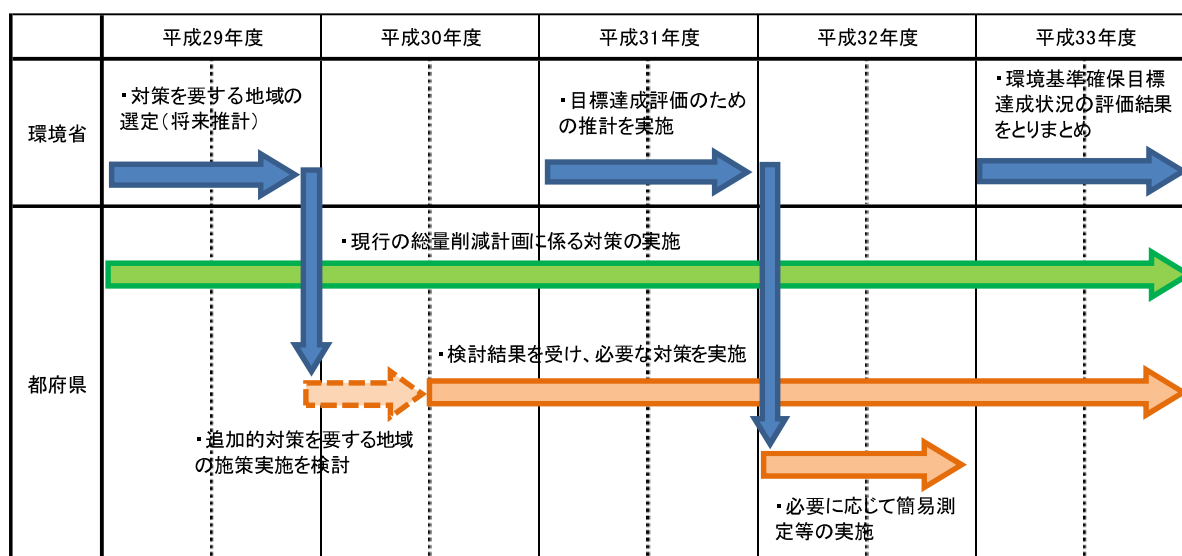 平成29年度
平成30年度
平成31年度
平成32年度
平成33年度
環境省
・対策を要する地域の
選定(将来推計)
・目標達成評価のため
の推計を実施
・環境基準確保目標
達成状況の評価結果
をとりまとめ
都府県
・現行の総量削減計画に係る対策の実施
・検討結果を受け、必要な対策を実施
・追加的対策を要する地域
の施策実施を検討
・必要に応じて簡易測
定等の実施